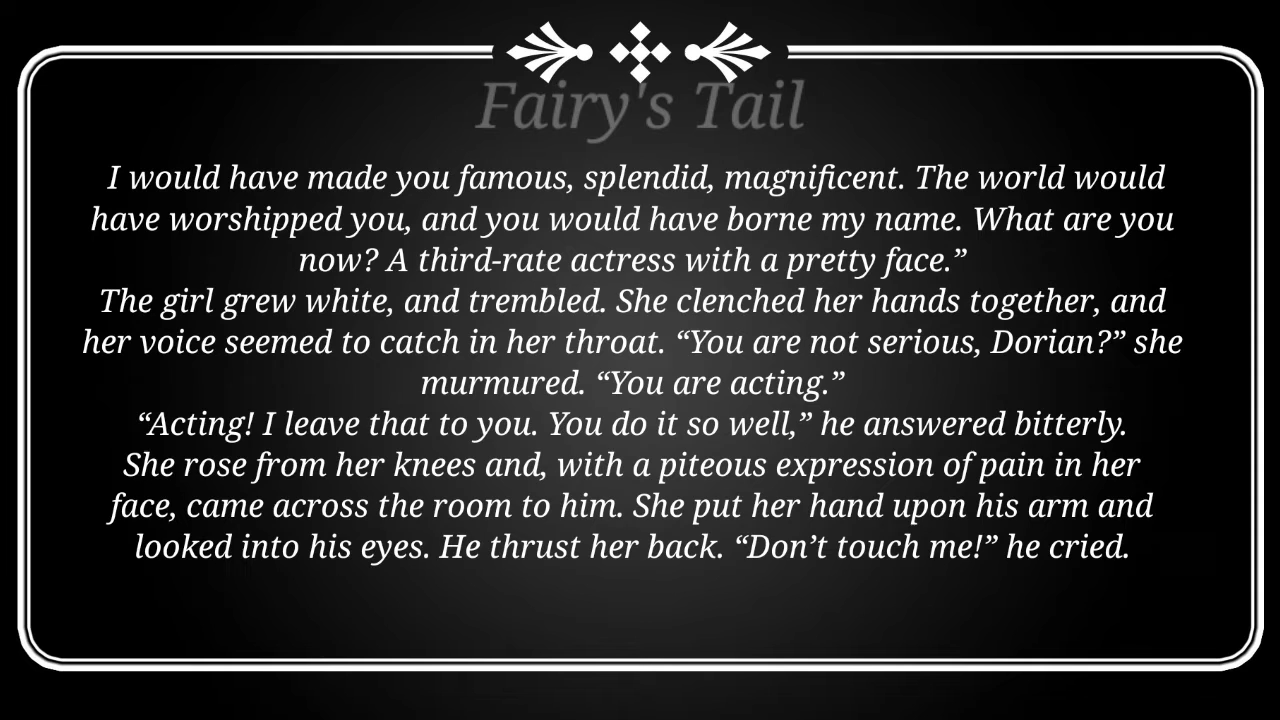 Fairy's Tail
I would have made you famous, splendid, magnificent. The world would
have worshipped you, and you would have borne my name. What are you
now? A third-rate actress with a pretty face.”
The girl grew white, and trembled. She clenched her hands together, and
her voice seemed to catch in her throat. “You are not serious, Dorian?” she
murmured. “You are acting.”
“Acting! I leave that to you. You do it so well,” he answered bitterly.
She rose from her knees and, with a piteous expression of pain in her
face, came across the room to him. She put her hand upon his arm and
looked into his eyes. He thrust her back. “Don’t touch me!” he cried.